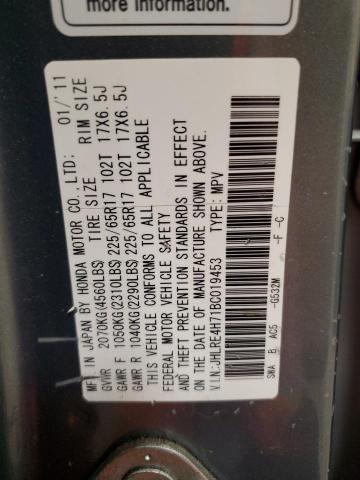 more information.
MFD. IN JAPAN BY HONDA MOTOR CO., LTD: 01/'11
GVWR 2070KG(4560LBS) TIRE SIZE RIM SIZE
GAWR F 1050KG(2310LBS) 225/65R17 102T 17X6.5J
GAWR R 1040KG(2290LBS) 225/65R17 102T 17X6.5J
THIS VEHICLE CONFORMS TO ALL APPLICABLE
FEDERAL MOTOR VEHICLE SAFETY
AND THEFT PREVENTION STANDARDS IN EFFECT
ON THE DATE OF MANUFACTURE SHOWN ABOVE.
V.I.N: JHLRE4H71BC019453 TYPE: MPV
SWA B AC5 -G532M -F -C